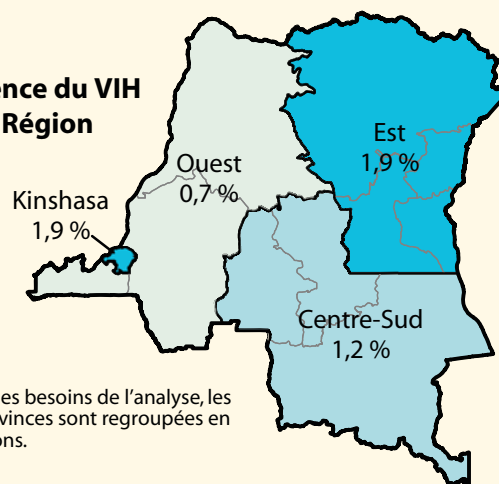 ence du VIH
Région
Est
1,9 %
Ouest
0,7 %
Kinshasa
1,9 %
Centre-Sud
1,2 %
es besoins de l’analyse, les
vinces sont regroupées en
ons.